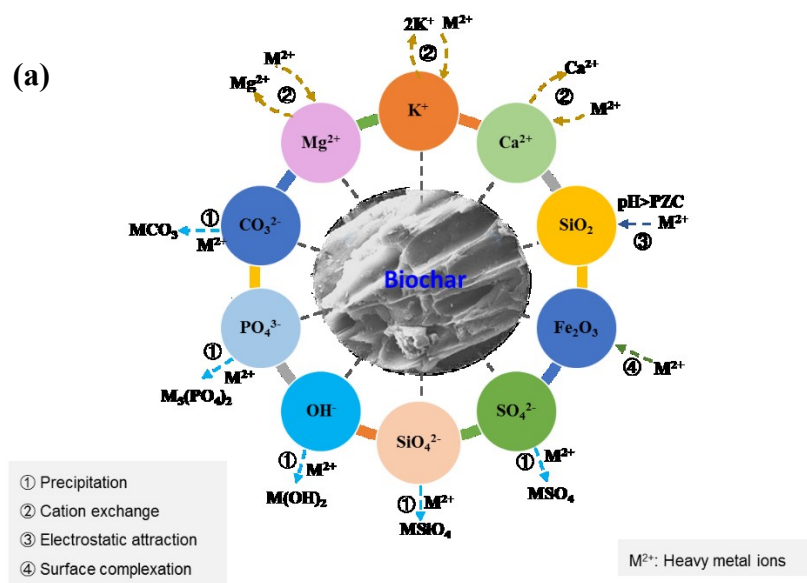 (a)
2K⁺ M²⁺
②
K⁺
M²⁺
Mg²⁺
②
Mg²⁺
Ca²⁺
②
M²⁺
Ca²⁺
CO₃²⁻
①
MCO₃
M²⁺
pH>PZC
SiO₂
M²⁺
③
Biochar
PO₄³⁻
①
M²⁺
M₃(PO₄)₂
Fe₂O₃
④
M²⁺
OH⁻
①
M²⁺
M(OH)₂
SiO₄²⁻
①
M²⁺
MSiO₄
SO₄²⁻
①
M²⁺
MSO₄
① Precipitation
② Cation exchange
③ Electrostatic attraction
④ Surface complexation
M²⁺: Heavy metal ions